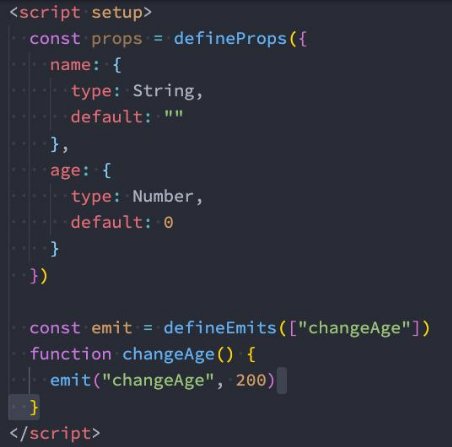 <script setup>
  const props = defineProps({
    name: {
      type: String,
      default: ""
    },
    age: {
      type: Number,
      default: 0
    }
  })

  const emit = defineEmits(["changeAge"])
  function changeAge() {
    emit("changeAge", 200)
  }
</script>